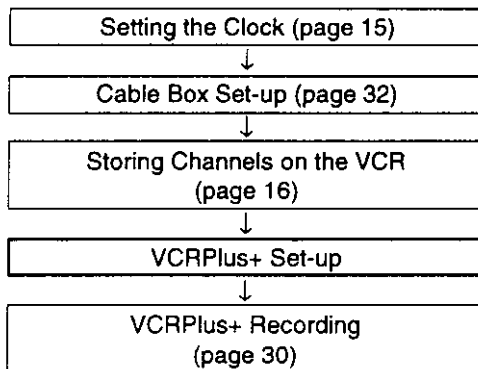 Setting the Clock (page 15)
↓
Cable Box Set-up (page 32)
↓
Storing Channels on the VCR
(page 16)
↓
VCRPlus+ Set-up
↓
VCRPlus+ Recording
(page 30)